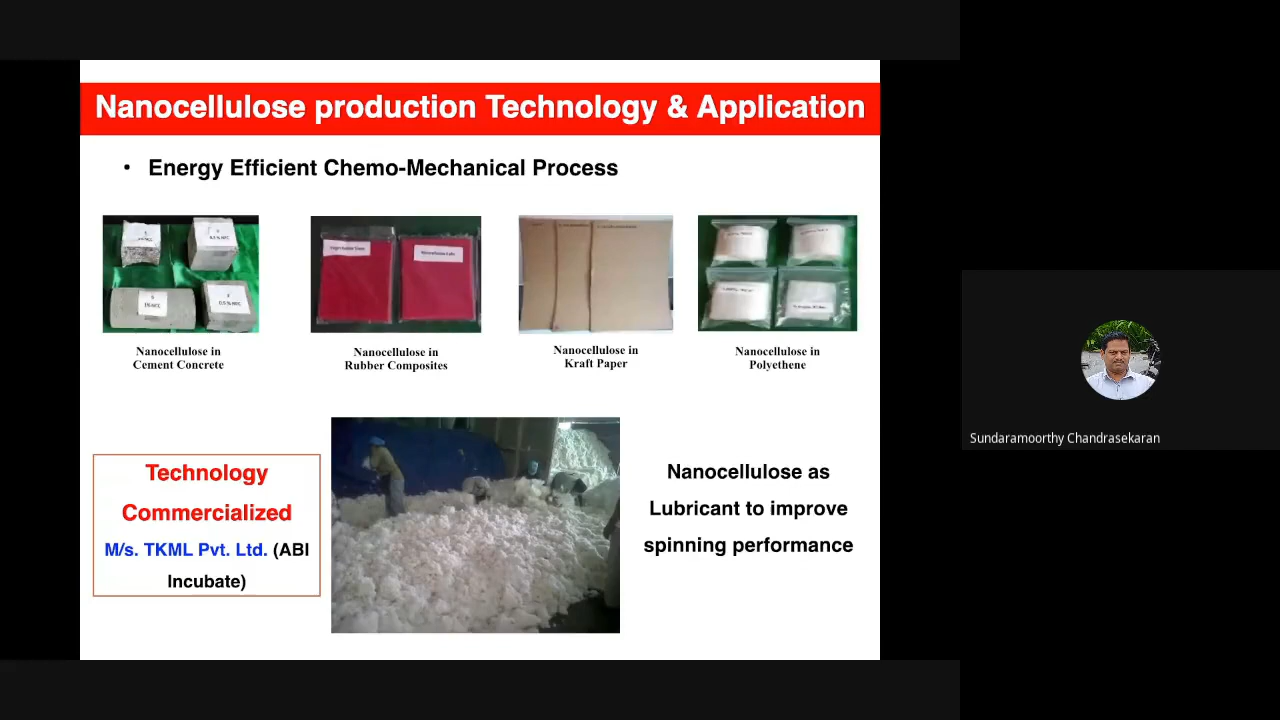 Nanocellulose production Technology & Application
• Energy Efficient Chemo-Mechanical Process
Nanocellulose in
Cement Concrete
Nanocellulose in
Rubber Composites
Nanocellulose in
Kraft Paper
Nanocellulose in
Polyethene
Technology
Commercialized
M/s. TKML Pvt. Ltd. (ABI
Incubate)
Nanocellulose as
Lubricant to improve
spinning performance
Sundaramoorthy Chandrasekaran